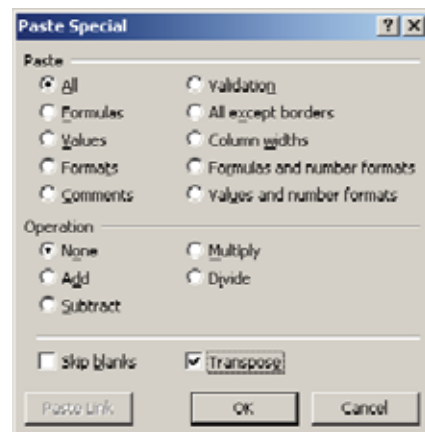 Paste Special
Paste
All
Validation
Formulas
All except borders
Values
Column widths
Formats
Formulas and number formats
Comments
Values and number formats
Operation
None
Multiply
Add
Divide
Subtract
Skip blanks
Transpose
Paste Link
OK
Cancel